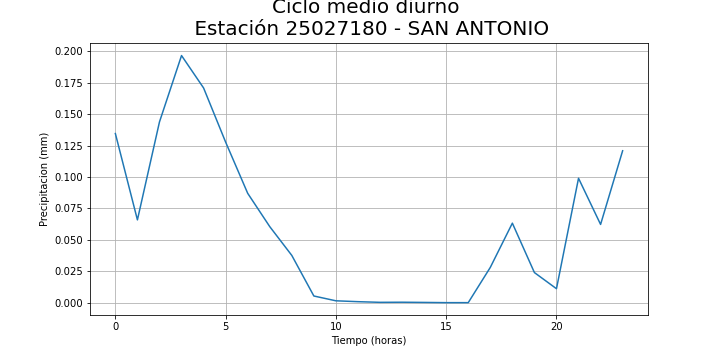 Ciclo medio diurno
Estación 25027180 - SAN ANTONIO
0.200
0.175
0.150
0.125
0.100
0.075
0.050
0.025
0.000
Precipitacion (mm)
0 5 10 15 20
Tiempo (horas)